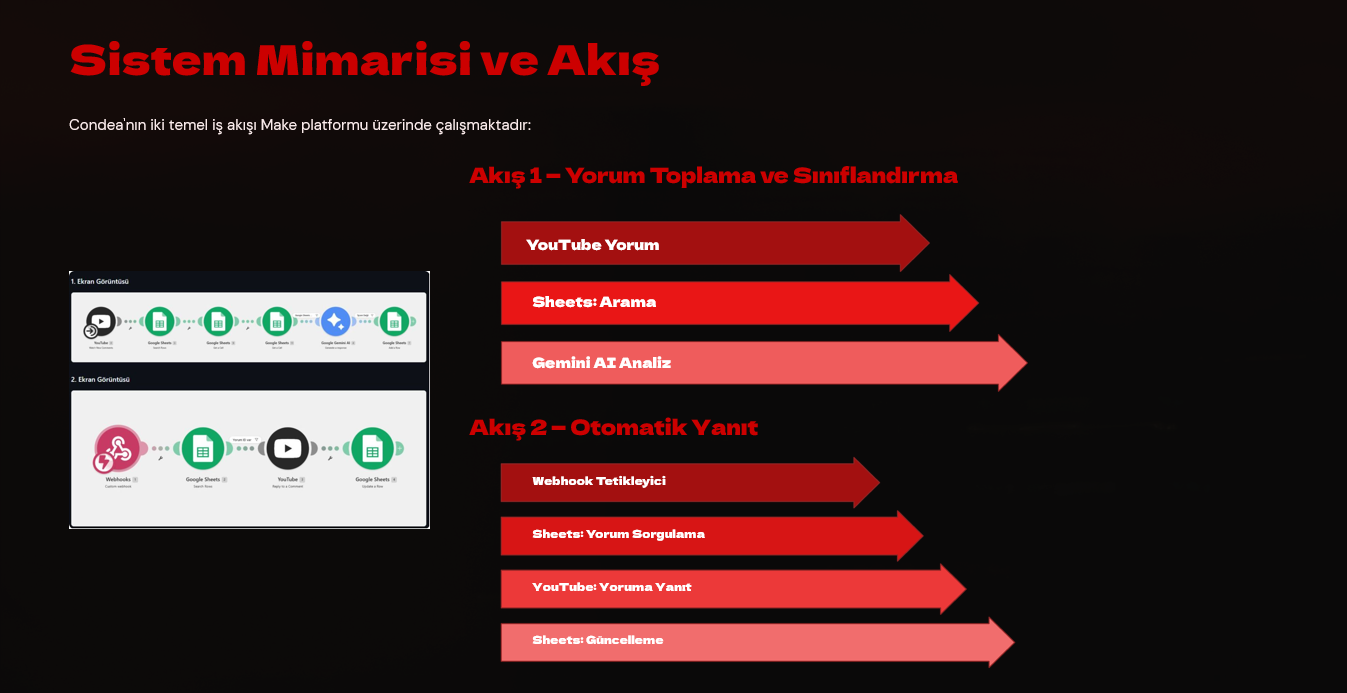 Sistem Mimarisi ve Akış
Condea'nın iki temel iş akışı Make platformu üzerinde çalışmaktadır:
Akış 1 – Yorum Toplama ve Sınıflandırma
YouTube Yorum
Sheets: Arama
Gemini AI Analiz
Akış 2 – Otomatik Yanıt
Webhook Tetikleyici
Sheets: Yorum Sorgulama
YouTube: Yoruma Yanıt
Sheets: Güncelleme
1. Ekran Görüntüsü
YouTube
Google Sheets
Google Sheets
Google Sheets
Google Gemini AI
Google Sheets
2. Ekran Görüntüsü
Webhooks
Custom webhook
Google Sheets
Search Rows
YouTube
Reply to a Comment
Google Sheets
Update a Row